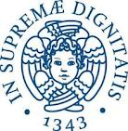 IN SUPREMÆ DIGNITATIS
· 1343 ·